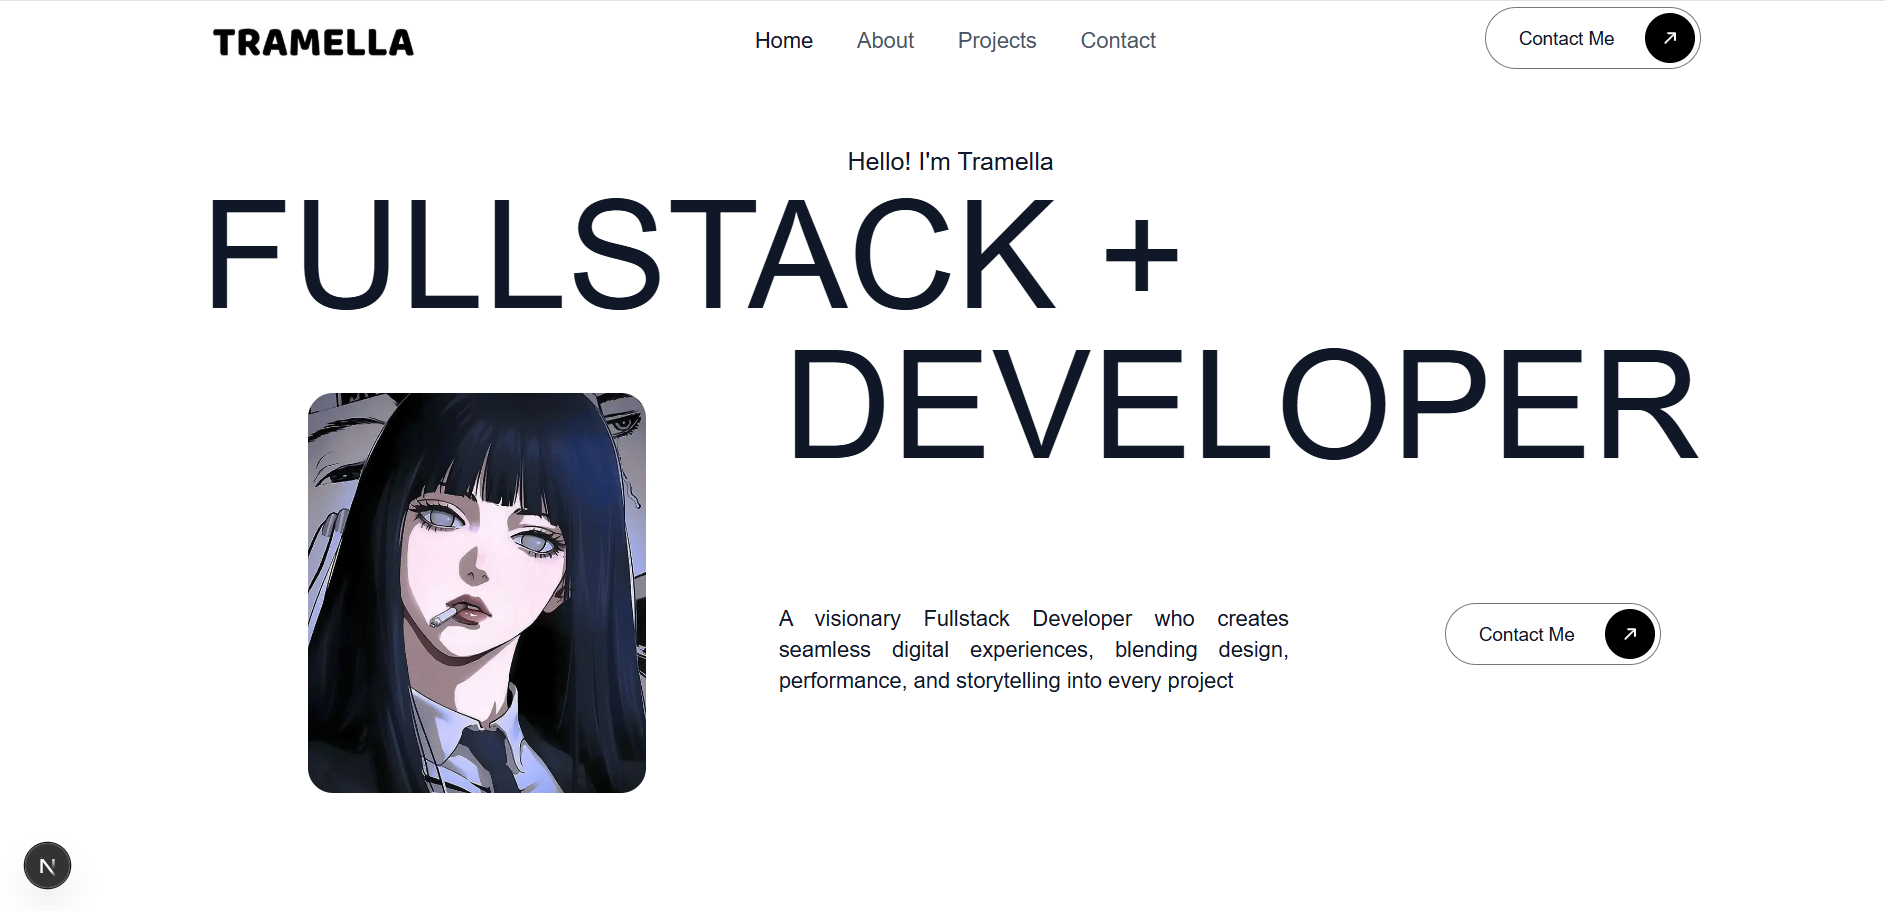 TRAMELLA
Home About Projects Contact
Contact Me
Hello! I'm Tramella
FULLSTACK +
DEVELOPER
A visionary Fullstack Developer who creates
seamless digital experiences, blending design,
performance, and storytelling into every project
Contact Me
N